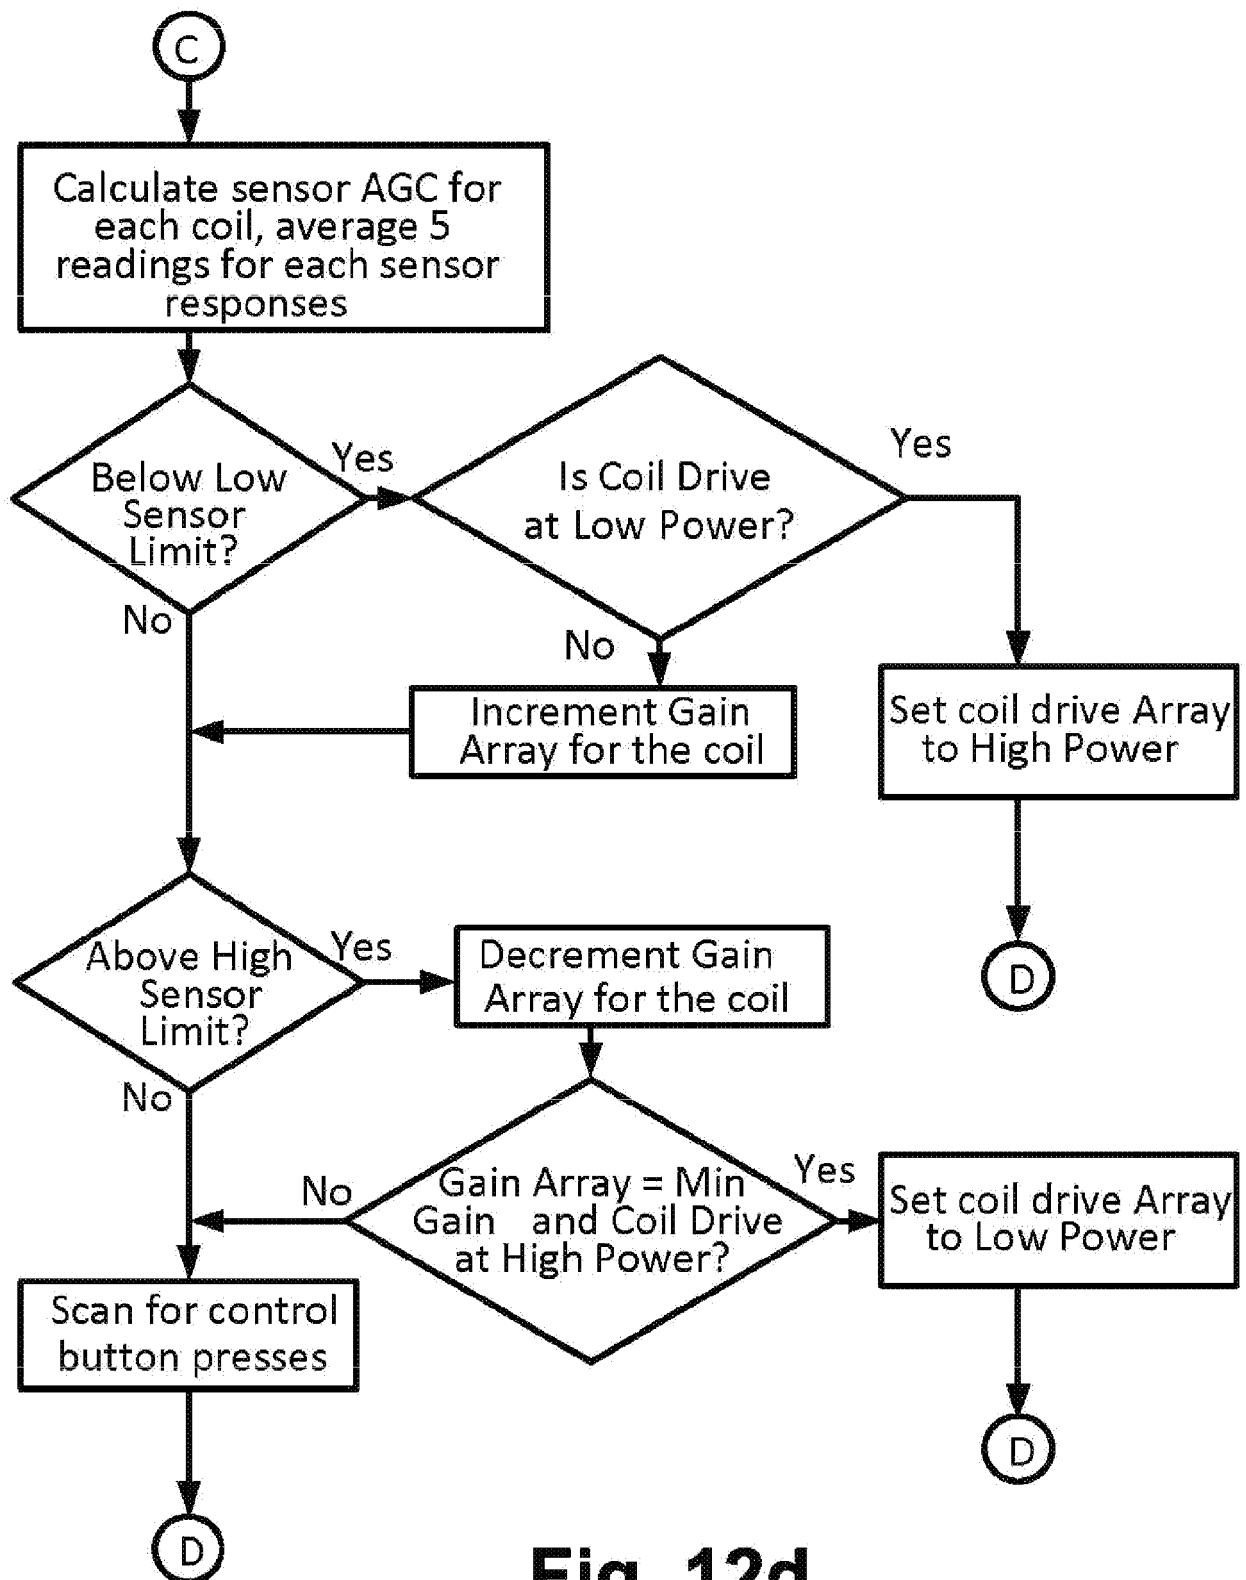 C
Calculate sensor AGC for
each coil, average 5
readings for each sensor
responses
Below Low
Sensor
Limit?
Yes
No
Is Coil Drive
at Low Power?
Yes
No
Increment Gain
Array for the coil
Set coil drive Array
to High Power
D
Above High
Sensor
Limit?
Yes
No
Decrement Gain
Array for the coil
Gain Array = Min
Gain and Coil Drive
at High Power?
No
Yes
Set coil drive Array
to Low Power
D
Scan for control
button presses
D
Fig. 12d